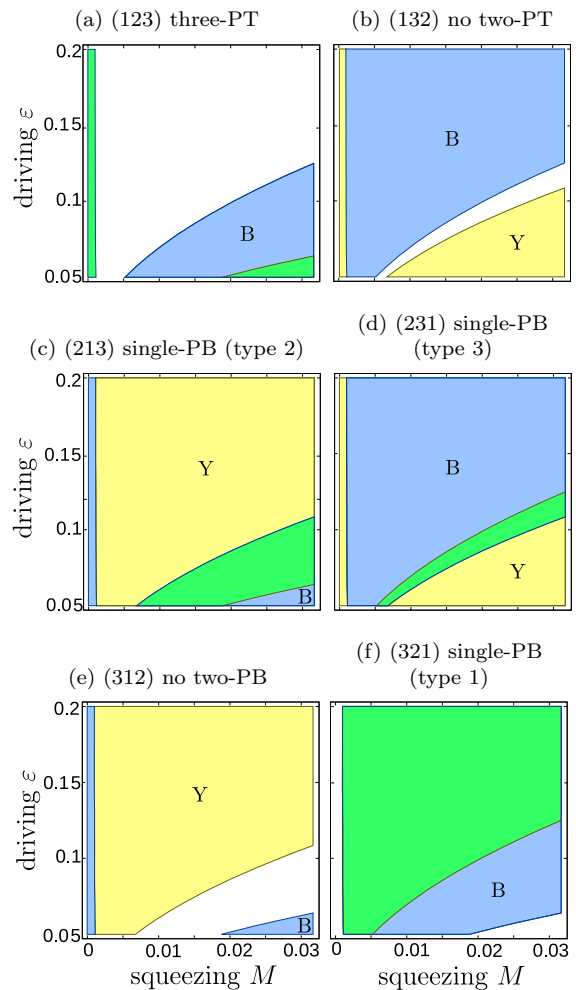 (a) (123) three-PT
(b) (132) no two-PT
driving ε
0.2
0.15
0.1
0.05
B
B
Y
(c) (213) single-PB (type 2)
(d) (231) single-PB
(type 3)
driving ε
0.2
0.15
0.1
0.05
Y
B
B
Y
(e) (312) no two-PB
(f) (321) single-PB
(type 1)
driving ε
0.2
0.15
0.1
0.05
Y
B
B
0 0.01 0.02 0.03
0 0.01 0.02 0.03
squeezing M
squeezing M